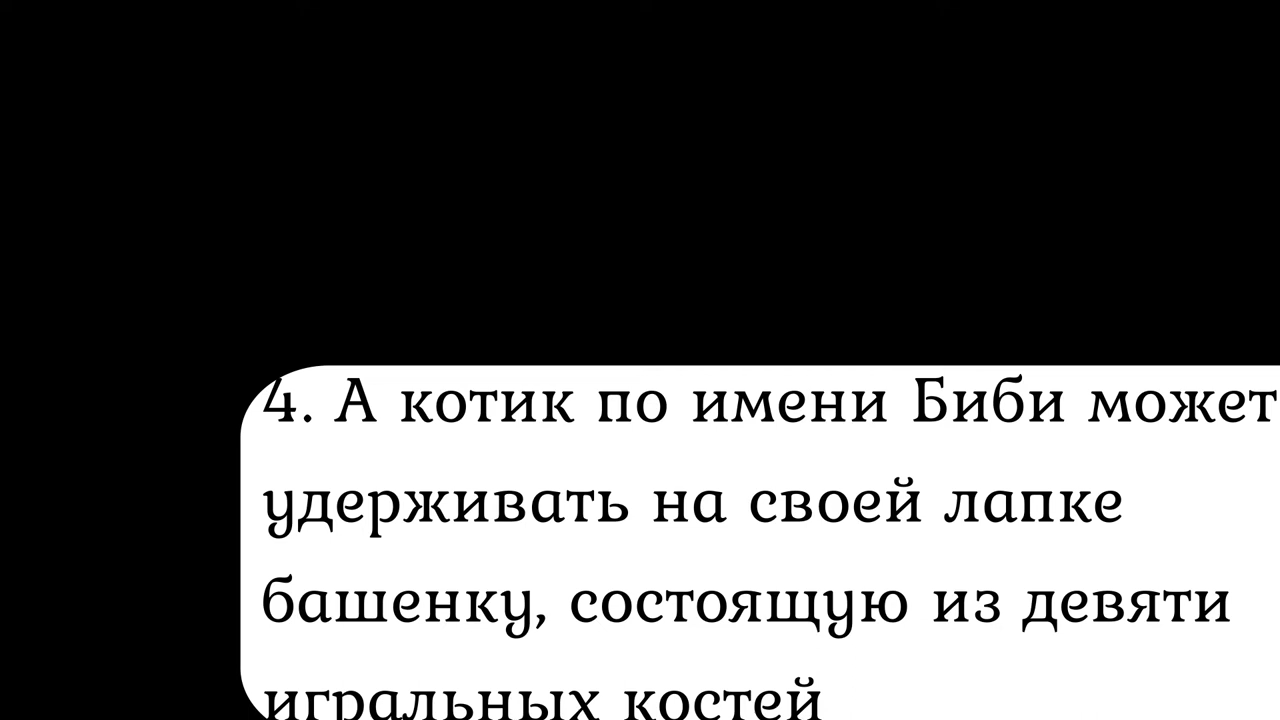 4. А котик по имени Биби может
удерживать на своей лапке
башенку, состоящую из девяти
игральных костей